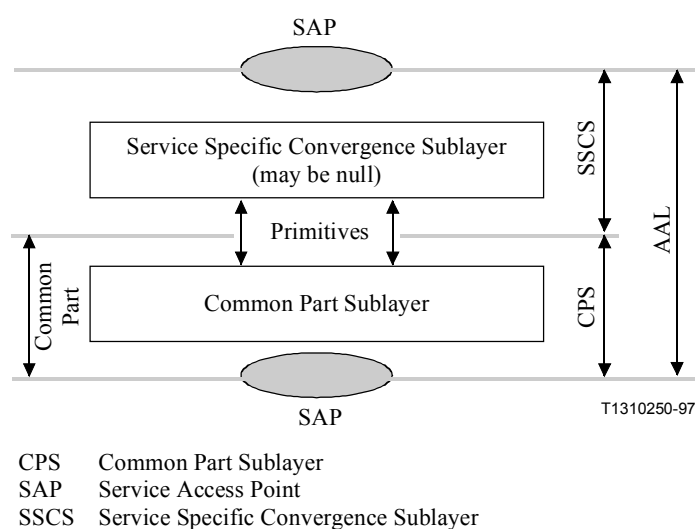 SAP
Service Specific Convergence Sublayer
(may be null)
SSCS
Primitives
AAL
Common
Part
Common Part Sublayer
CPS
SAP
T1310250-97
CPS Common Part Sublayer
SAP Service Access Point
SSCS Service Specific Convergence Sublayer